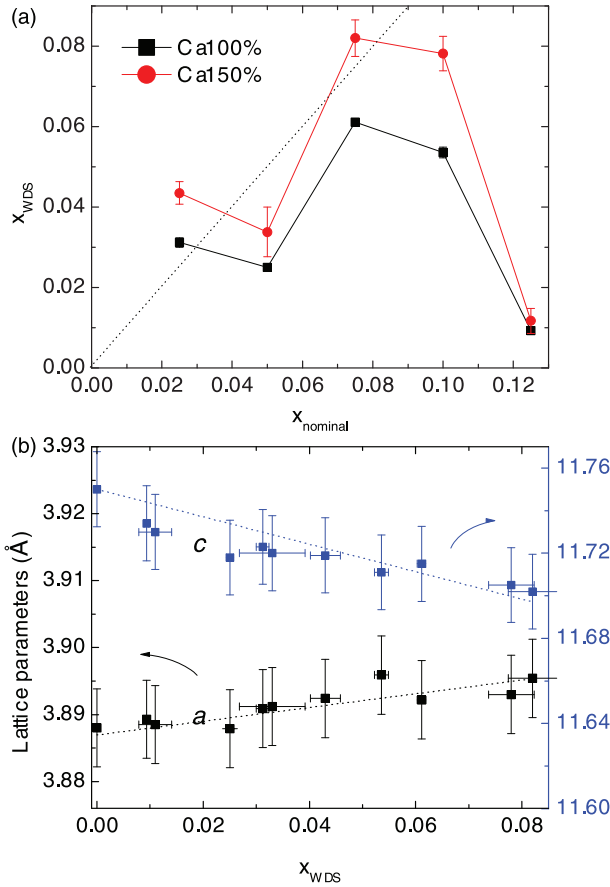 (a)
Ca100%
Ca150%
0.08
0.06
0.04
0.02
0.00
x_WDS
0.00 0.02 0.04 0.06 0.08 0.10 0.12
x_nominal
(b)
3.93
3.92
3.91
3.90
3.89
3.88
Lattice parameters (Å)
11.76
11.72
11.68
11.64
11.60
c
a
0.00 0.02 0.04 0.06 0.08
x_WDS